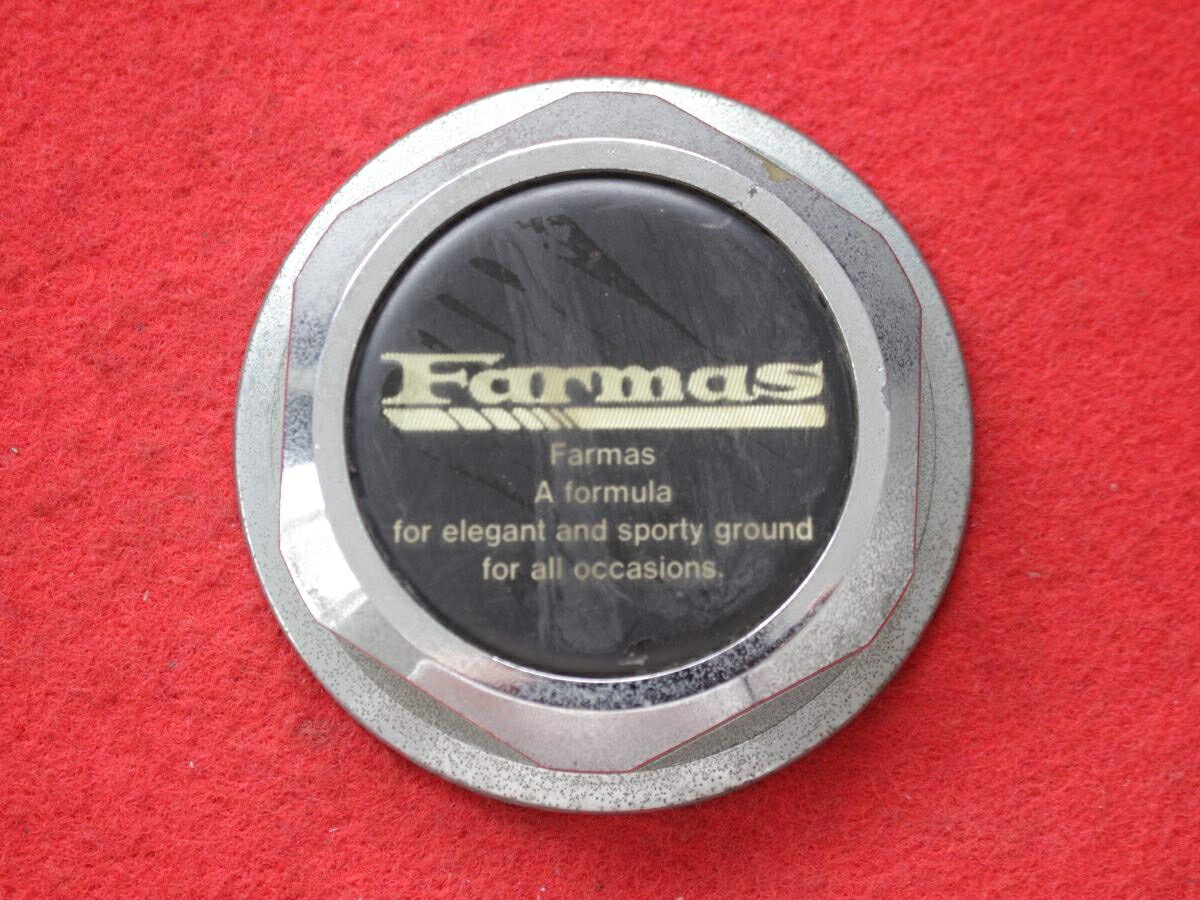 Farmas
Farmas
A formula
for elegant and sporty ground
for all occasions.